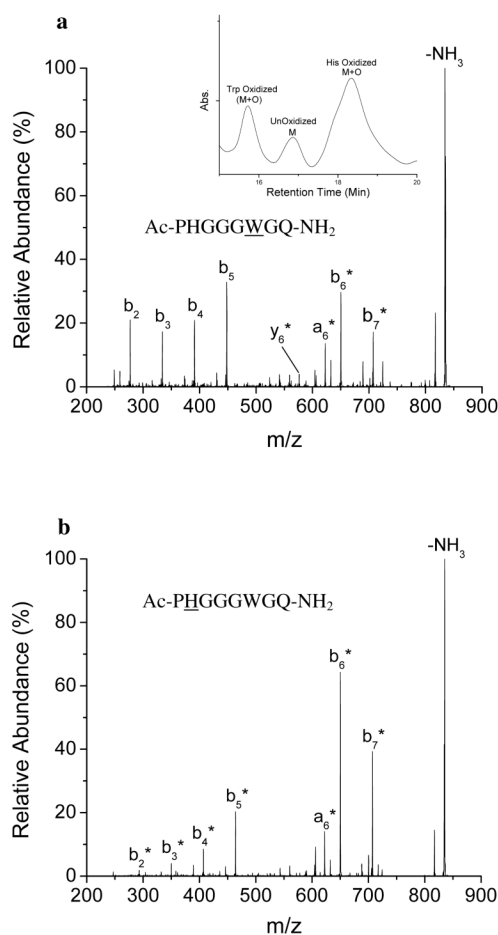 a
-NH₃
His Oxidized
M+O
Trp Oxidized
(M+O)
UnOxidized
M
Abs.
16 18 20
Retention Time (Min)
Ac-PHGGGWGQ-NH₂
b₂
b₃
b₄
b₅
y₆*
a₆*
b₆*
b₇*
Relative Abundance (%)
100
80
60
40
20
0
200 300 400 500 600 700 800 900
m/z
b
-NH₃
Ac-PHGGGWGQ-NH₂
b₂*
b₃*
b₄*
b₅*
a₆*
b₆*
b₇*
Relative Abundance (%)
100
80
60
40
20
0
200 300 400 500 600 700 800 900
m/z